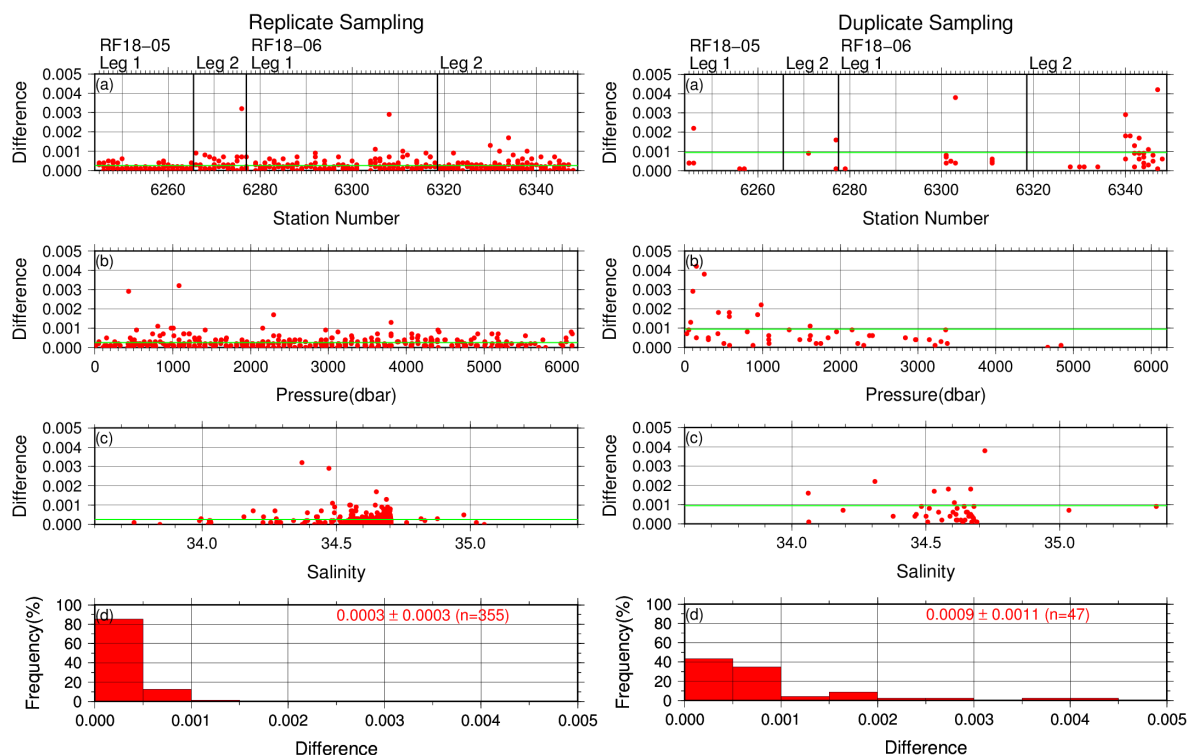 Replicate Sampling
RF18−05
RF18−06
Leg 1
Leg 2
Leg 1
Leg 2
(a)
Difference
0.005
0.004
0.003
0.002
0.001
0.000
6260 6280 6300 6320 6340
Station Number
(b)
Difference
0.005
0.004
0.003
0.002
0.001
0.000
0 1000 2000 3000 4000 5000 6000
Pressure(dbar)
(c)
Difference
0.005
0.004
0.003
0.002
0.001
0.000
34.0 34.5 35.0
Salinity
(d)
0.0003 ± 0.0003 (n=355)
Frequency(%)
100
80
60
40
20
0
0.000 0.001 0.002 0.003 0.004 0.005
Difference
Duplicate Sampling
RF18−05
RF18−06
Leg 1
Leg 2
Leg 1
Leg 2
(a)
Difference
0.005
0.004
0.003
0.002
0.001
0.000
6260 6280 6300 6320 6340
Station Number
(b)
Difference
0.005
0.004
0.003
0.002
0.001
0.000
0 1000 2000 3000 4000 5000 6000
Pressure(dbar)
(c)
Difference
0.005
0.004
0.003
0.002
0.001
0.000
34.0 34.5 35.0
Salinity
(d)
0.0009 ± 0.0011 (n=47)
Frequency(%)
100
80
60
40
20
0
0.000 0.001 0.002 0.003 0.004 0.005
Difference